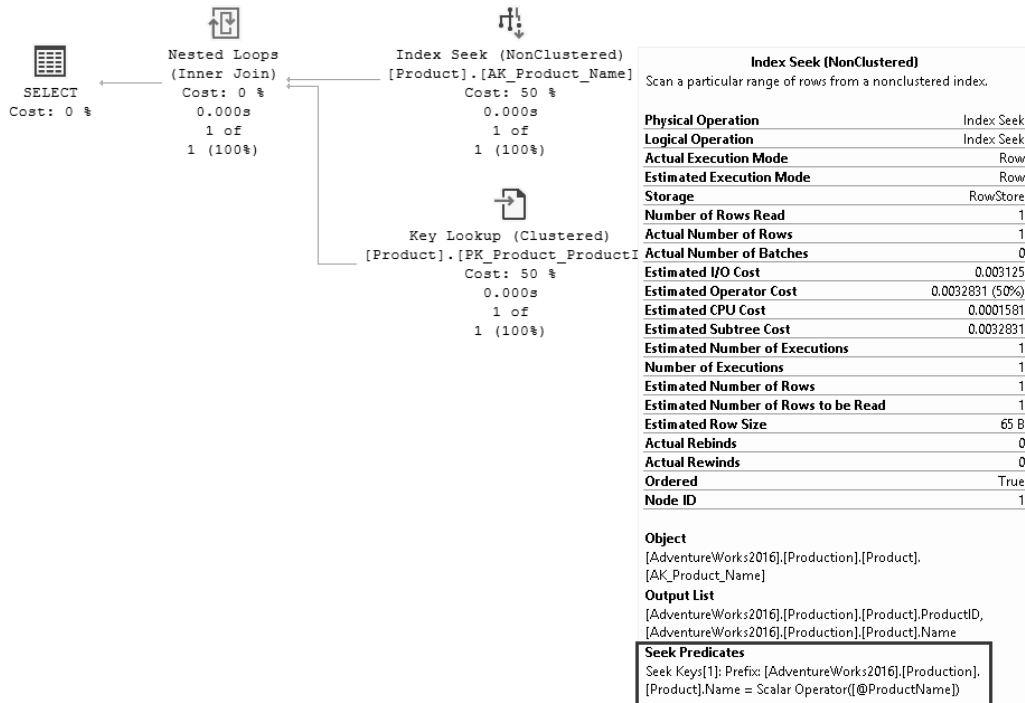 SELECT
Cost: 0 %
Nested Loops
(Inner Join)
Cost: 0 %
0.000s
1 of
1 (100%)
Index Seek (NonClustered)
[Product].[AK_Product_Name]
Cost: 50 %
0.000s
1 of
1 (100%)
Key Lookup (Clustered)
[Product].[PK_Product_ProductI
Cost: 50 %
0.000s
1 of
1 (100%)
Index Seek (NonClustered)
Scan a particular range of rows from a nonclustered index.
Physical Operation Index Seek
Logical Operation Index Seek
Actual Execution Mode Row
Estimated Execution Mode Row
Storage RowStore
Number of Rows Read 1
Actual Number of Rows 1
Actual Number of Batches 0
Estimated I/O Cost 0.003125
Estimated Operator Cost 0.0032831 (50%)
Estimated CPU Cost 0.0001581
Estimated Subtree Cost 0.0032831
Estimated Number of Executions 1
Number of Executions 1
Estimated Number of Rows 1
Estimated Number of Rows to be Read 1
Estimated Row Size 65 B
Actual Rebinds 0
Actual Rewinds 0
Ordered True
Node ID 1
Object
[AdventureWorks2016].[Production].[Product].
[AK_Product_Name]
Output List
[AdventureWorks2016].[Production].[Product].ProductID,
[AdventureWorks2016].[Production].[Product].Name
Seek Predicates
Seek Keys[1]: Prefix: [AdventureWorks2016].[Production].
[Product].Name = Scalar Operator([@ProductName])